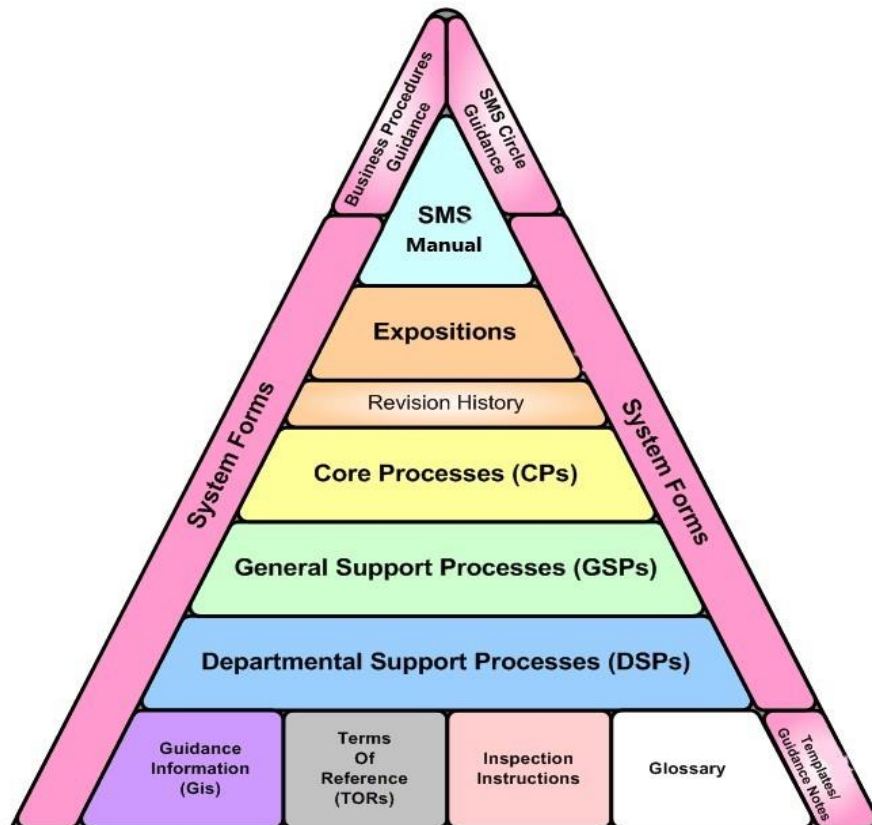 Business Procedures
Guidance
SMS Circle
Guidance
SMS
Manual
Expositions
Revision History
System Forms
System Forms
Core Processes (CPs)
General Support Processes (GSPs)
Departmental Support Processes (DSPs)
Guidance
Information
(Gis)
Terms
Of
Reference
(TORs)
Inspection
Instructions
Glossary
Templates/
Guidance Notes